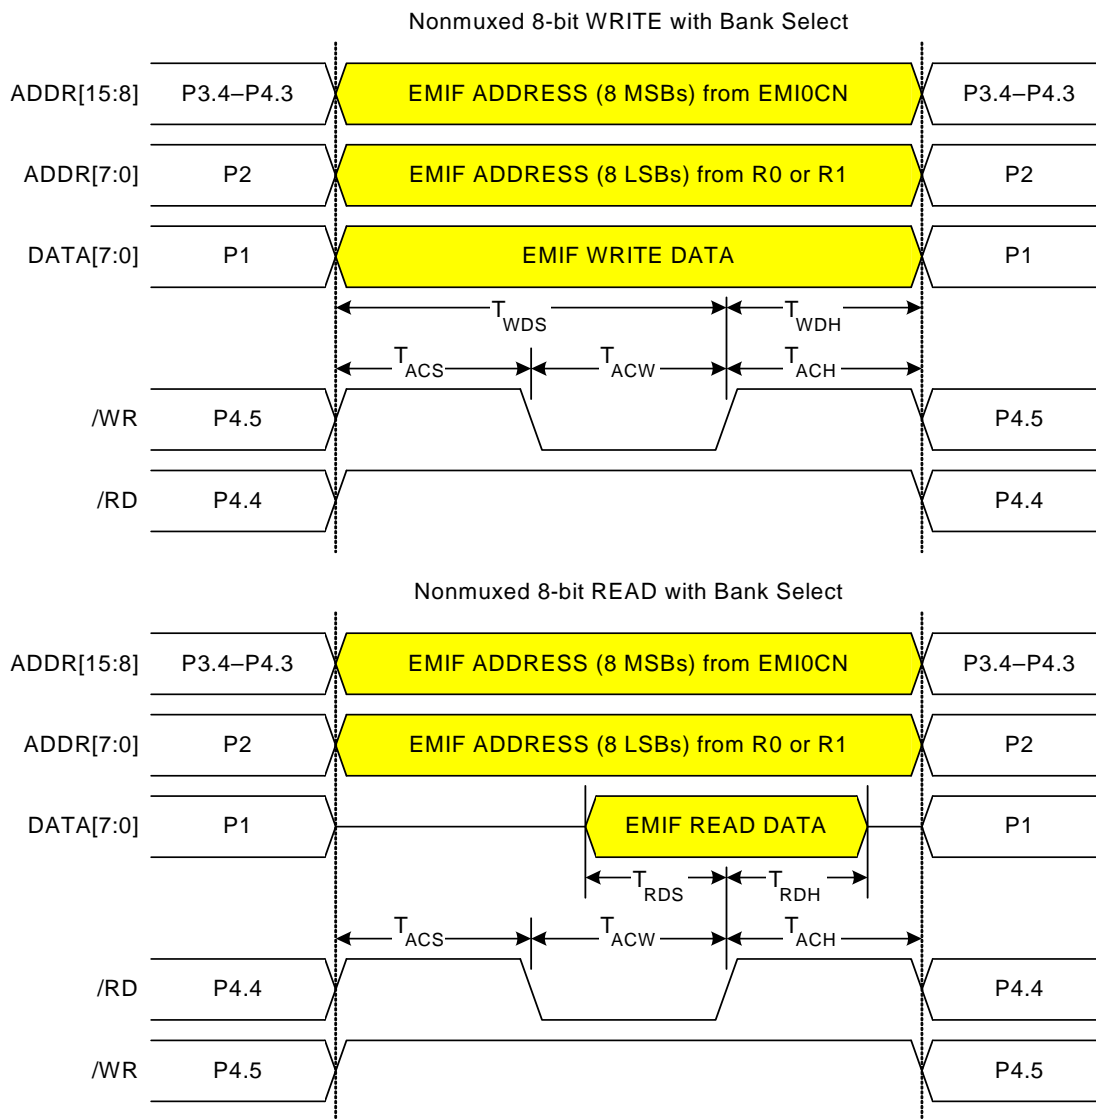 Nonmuxed 8-bit WRITE with Bank Select
ADDR[15:8] P3.4–P4.3 EMIF ADDRESS (8 MSBs) from EMI0CN P3.4–P4.3
ADDR[7:0] P2 EMIF ADDRESS (8 LSBs) from R0 or R1 P2
DATA[7:0] P1 EMIF WRITE DATA P1
TWDS TWDH
TACS TACW TACH
/WR P4.5 P4.5
/RD P4.4 P4.4
Nonmuxed 8-bit READ with Bank Select
ADDR[15:8] P3.4–P4.3 EMIF ADDRESS (8 MSBs) from EMI0CN P3.4–P4.3
ADDR[7:0] P2 EMIF ADDRESS (8 LSBs) from R0 or R1 P2
DATA[7:0] P1 EMIF READ DATA P1
TRDS TRDH
TACS TACW TACH
/RD P4.4 P4.4
/WR P4.5 P4.5